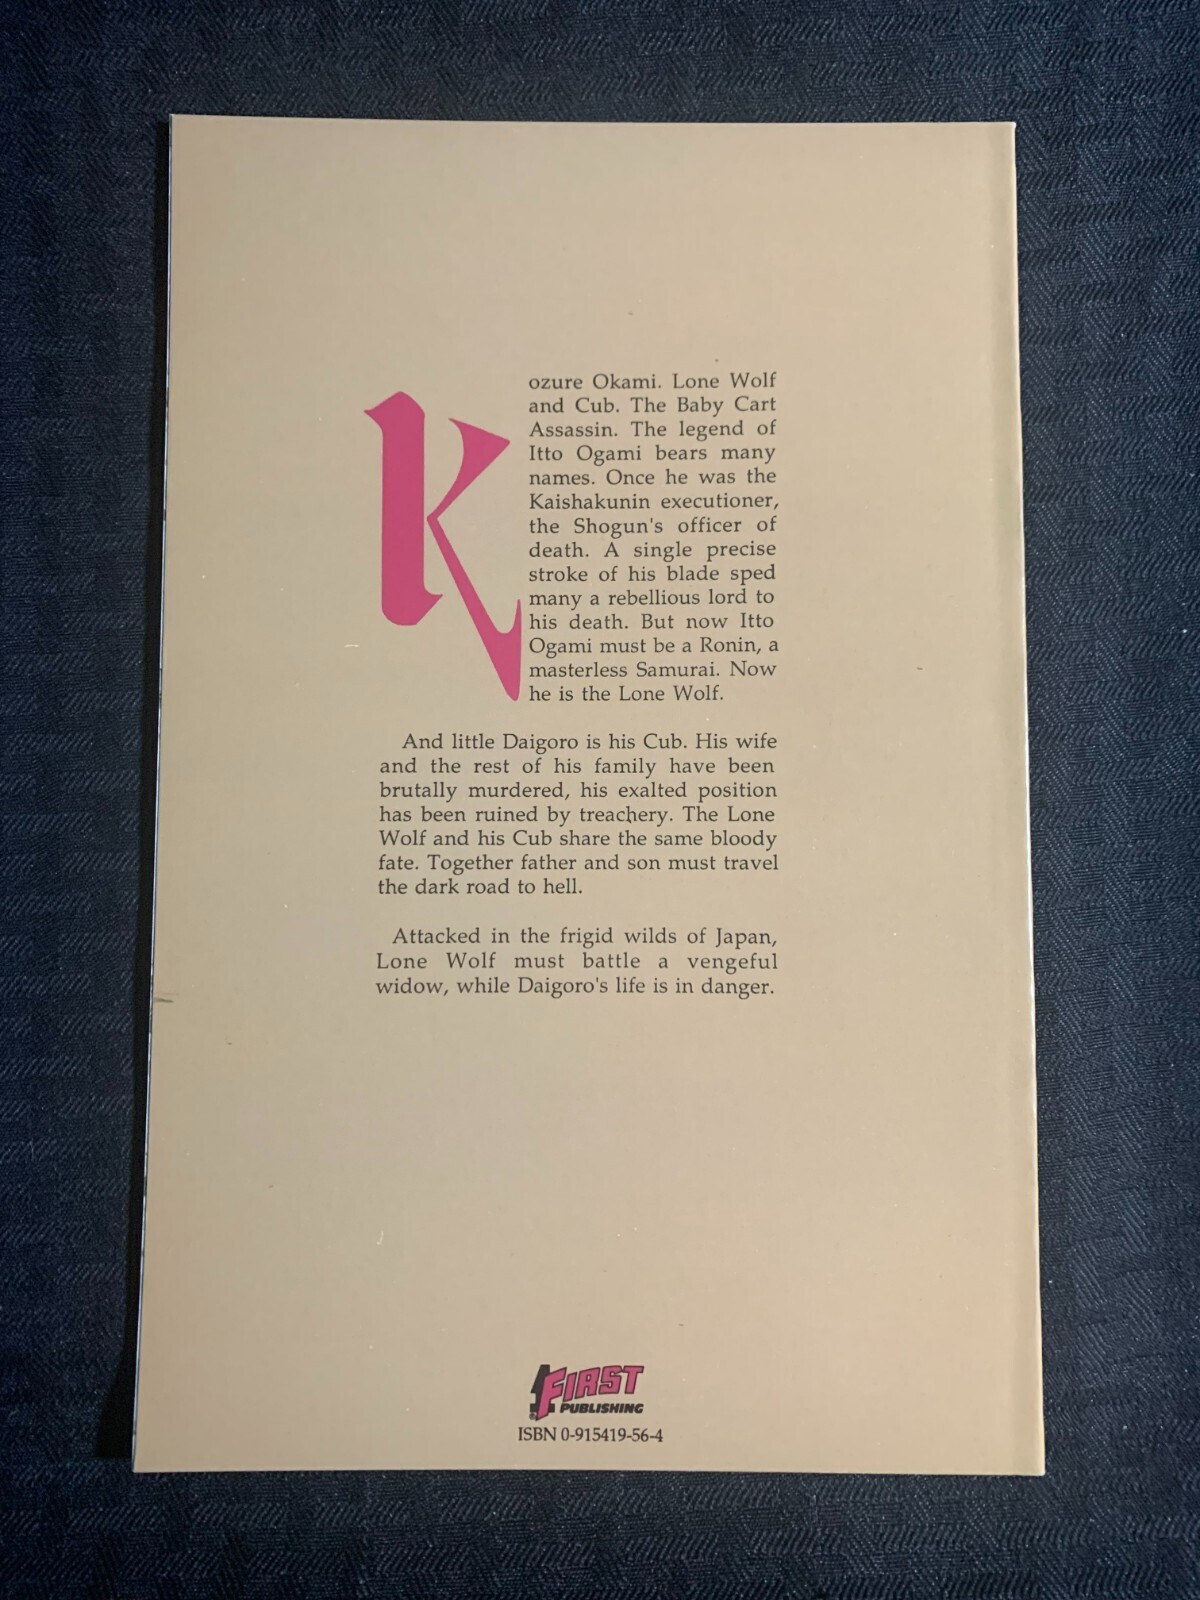 Kozure Okami. Lone Wolf
and Cub. The Baby Cart
Assassin. The legend of
Itto Ogami bears many
names. Once he was the
Kaishakunin executioner,
the Shogun's officer of
death. A single precise
stroke of his blade sped
many a rebellious lord to
his death. But now Itto
Ogami must be a Ronin, a
masterless Samurai. Now
he is the Lone Wolf.
And little Daigoro is his Cub. His wife
and the rest of his family have been
brutally murdered, his exalted position
has been ruined by treachery. The Lone
Wolf and his Cub share the same bloody
fate. Together father and son must travel
the dark road to hell.
Attacked in the frigid wilds of Japan,
Lone Wolf must battle a vengeful
widow, while Daigoro's life is in danger.
FIRST
PUBLISHING
ISBN 0-915419-56-4